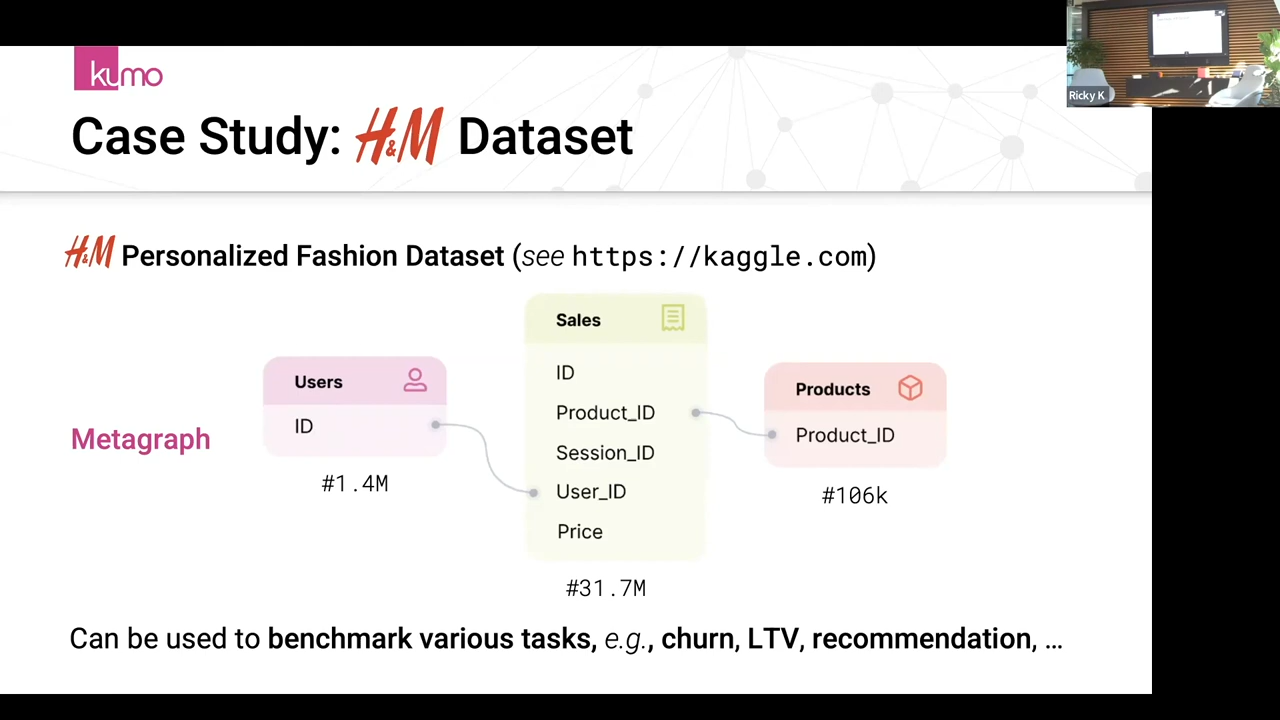 kumo
Case Study: H&M Dataset
H&M Personalized Fashion Dataset (see https://kaggle.com)
Metagraph
Users
ID
#1.4M
Sales
ID
Product_ID
Session_ID
User_ID
Price
#31.7M
Products
Product_ID
#106k
Can be used to benchmark various tasks, e.g., churn, LTV, recommendation, ...
Ricky K